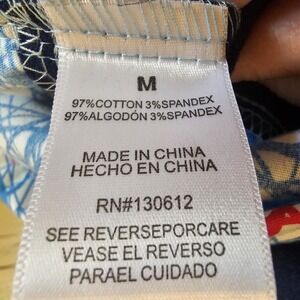 M
97%COTTON 3%SPANDEX
97%ALGODÓN 3%SPANDEX
MADE IN CHINA
HECHO EN CHINA
RN#130612
SEE REVERSEPORCARE
VEASE EL REVERSO
PARAEL CUIDADO